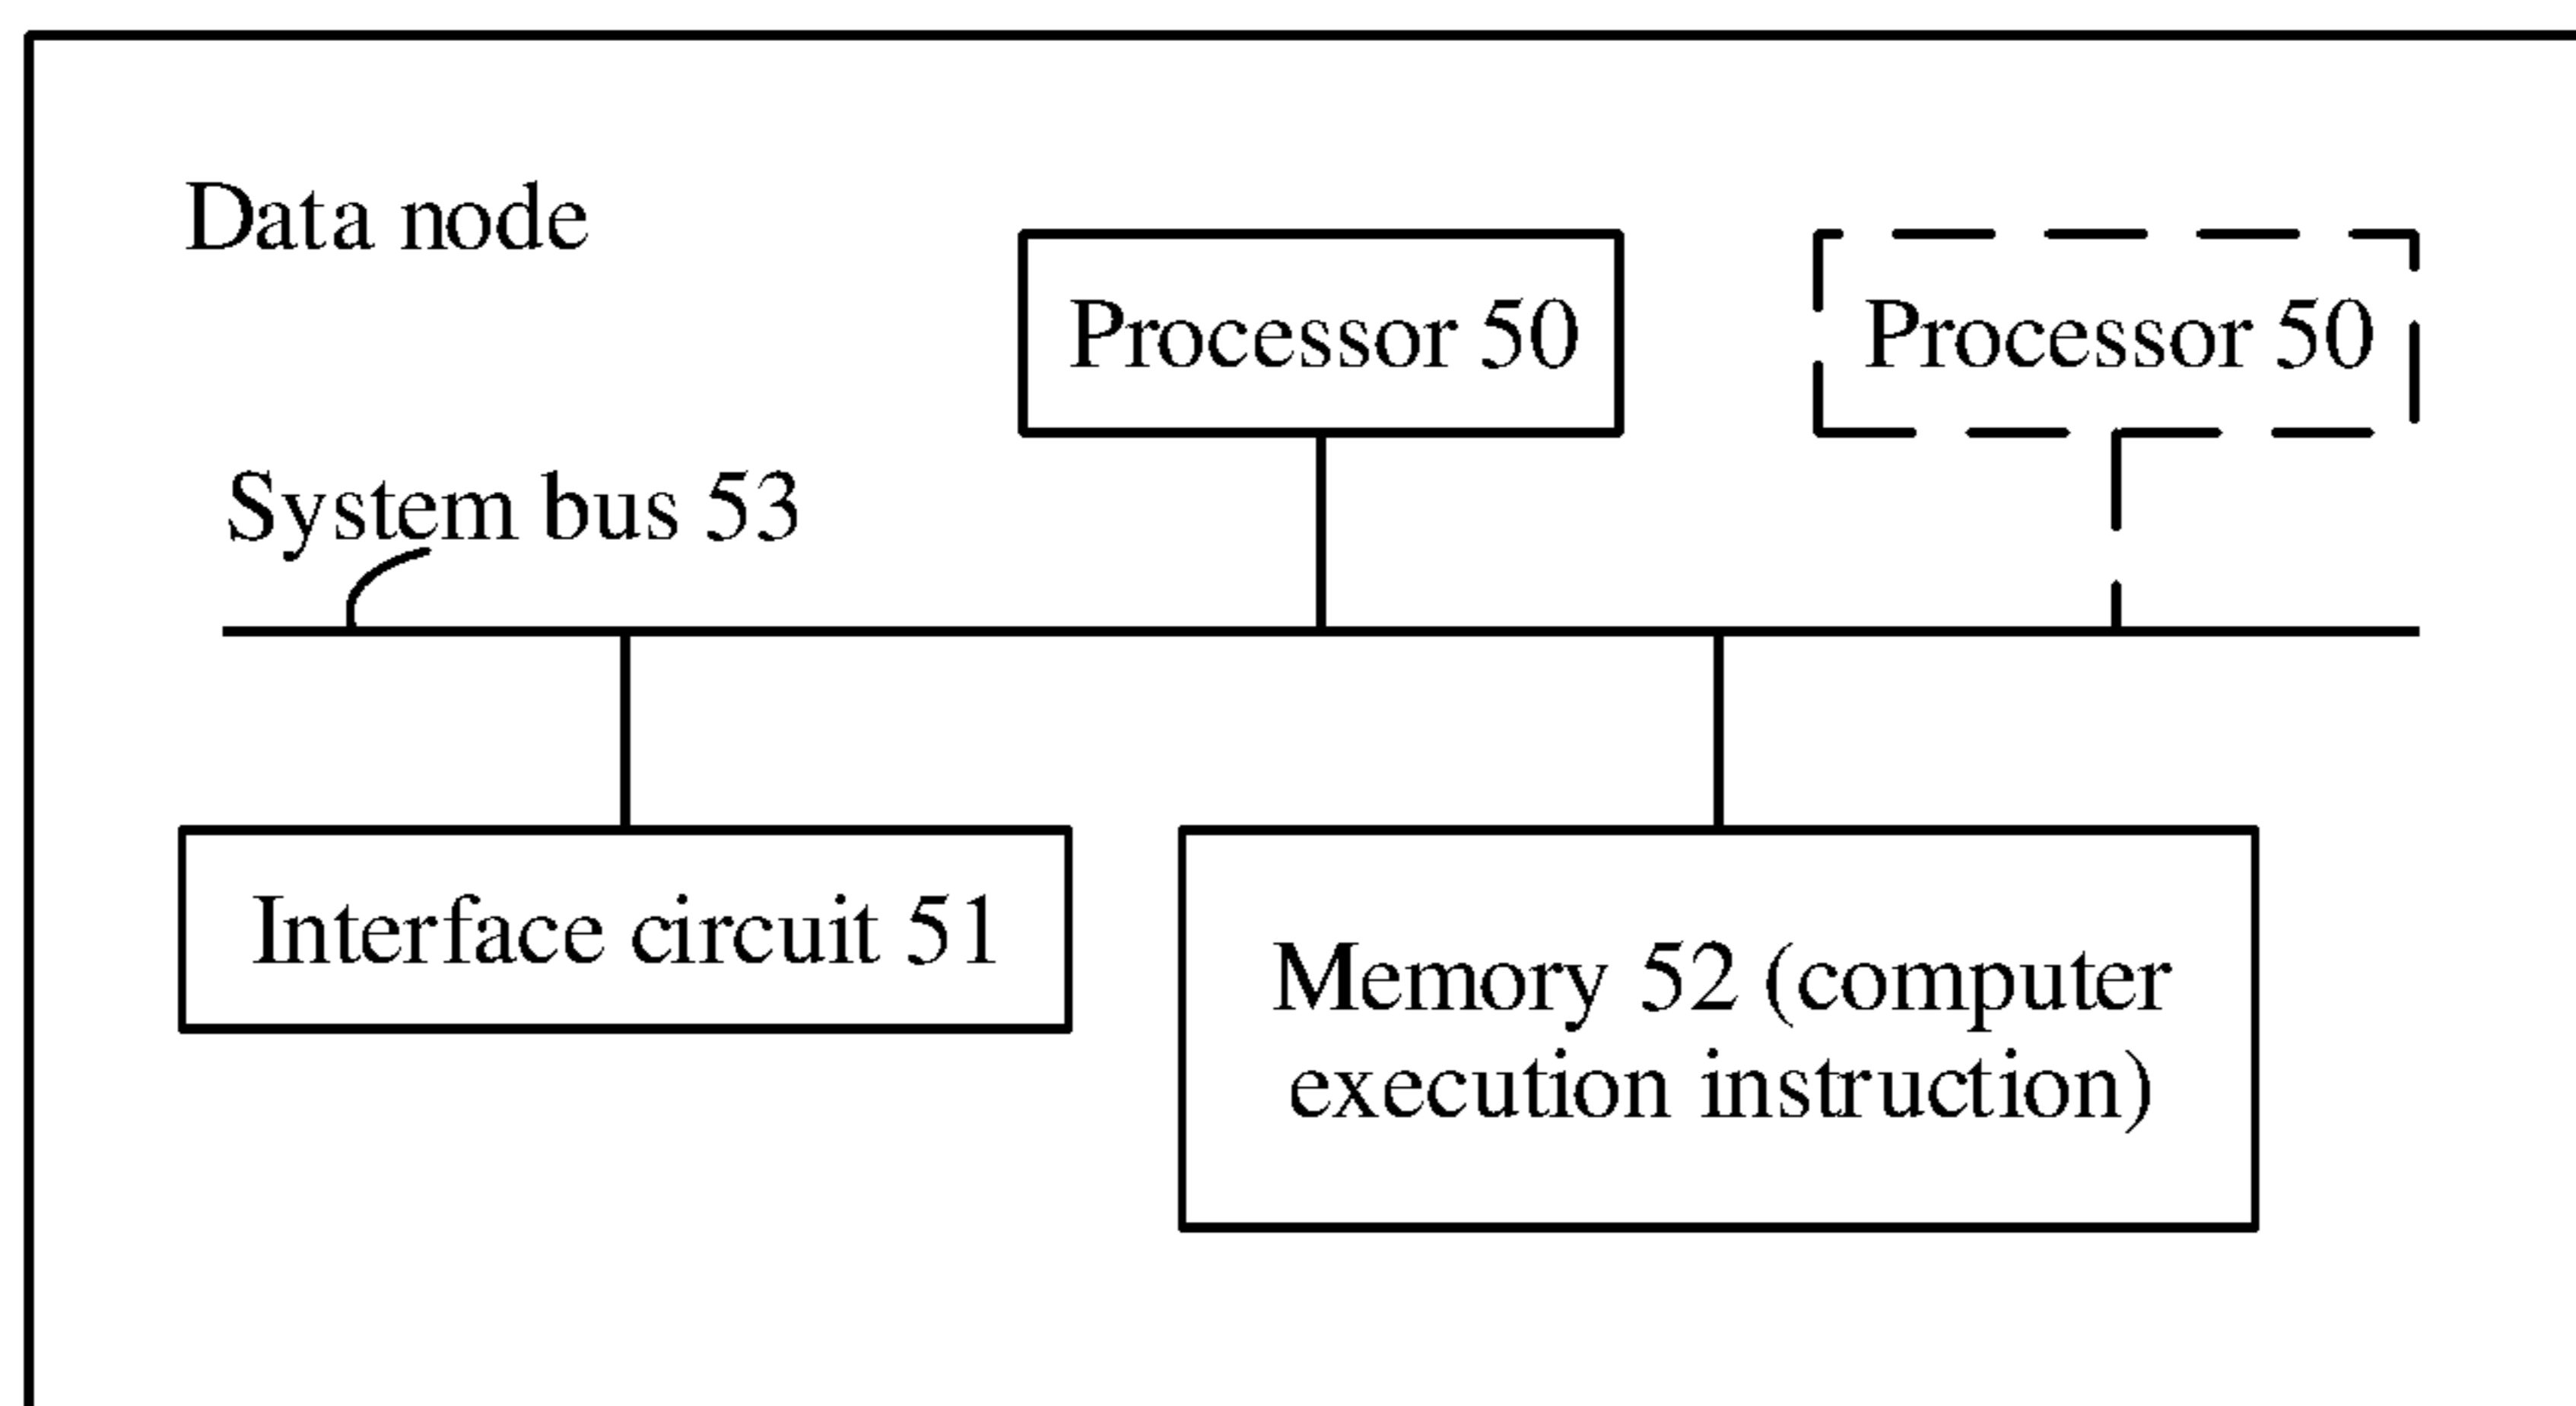 Data node
Processor 50
Processor 50
System bus 53
Interface circuit 51
Memory 52 (computer
execution instruction)